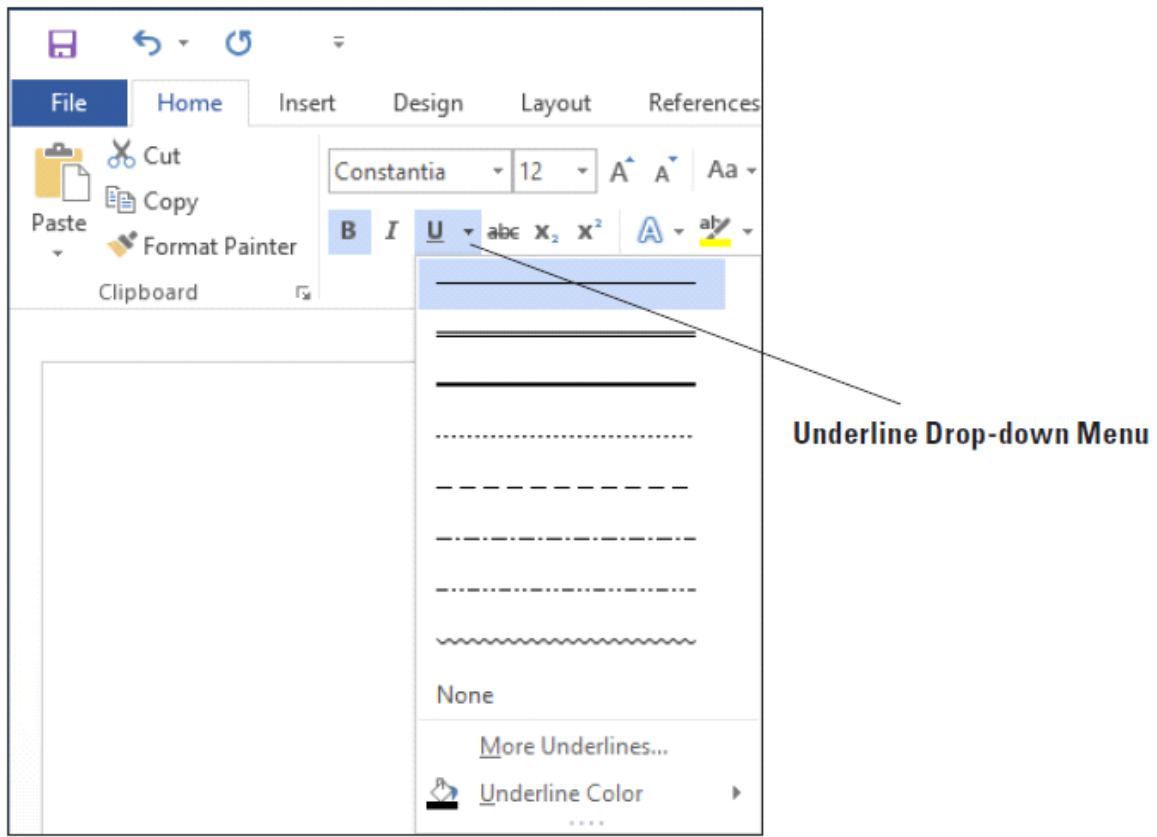 File Home Insert Design Layout References
Cut
Constantia 12 A A Aa
Copy
Paste
B I U abc X₂ X² A ab
Format Painter
Clipboard
Underline Drop-down Menu
None
More Underlines...
Underline Color